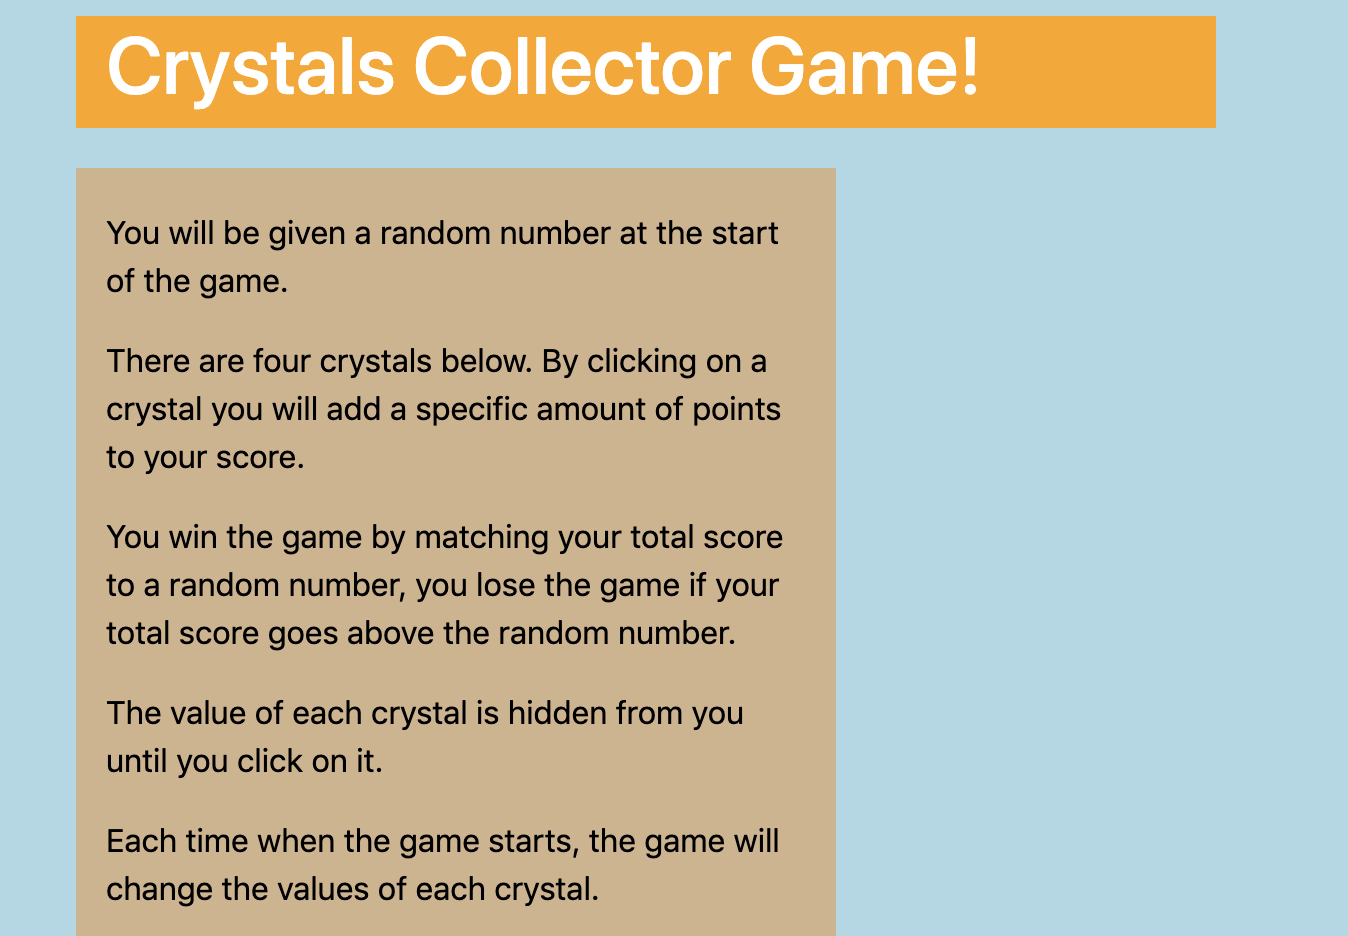 Crystals Collector Game!
You will be given a random number at the start
of the game.
There are four crystals below. By clicking on a
crystal you will add a specific amount of points
to your score.
You win the game by matching your total score
to a random number, you lose the game if your
total score goes above the random number.
The value of each crystal is hidden from you
until you click on it.
Each time when the game starts, the game will
change the values of each crystal.